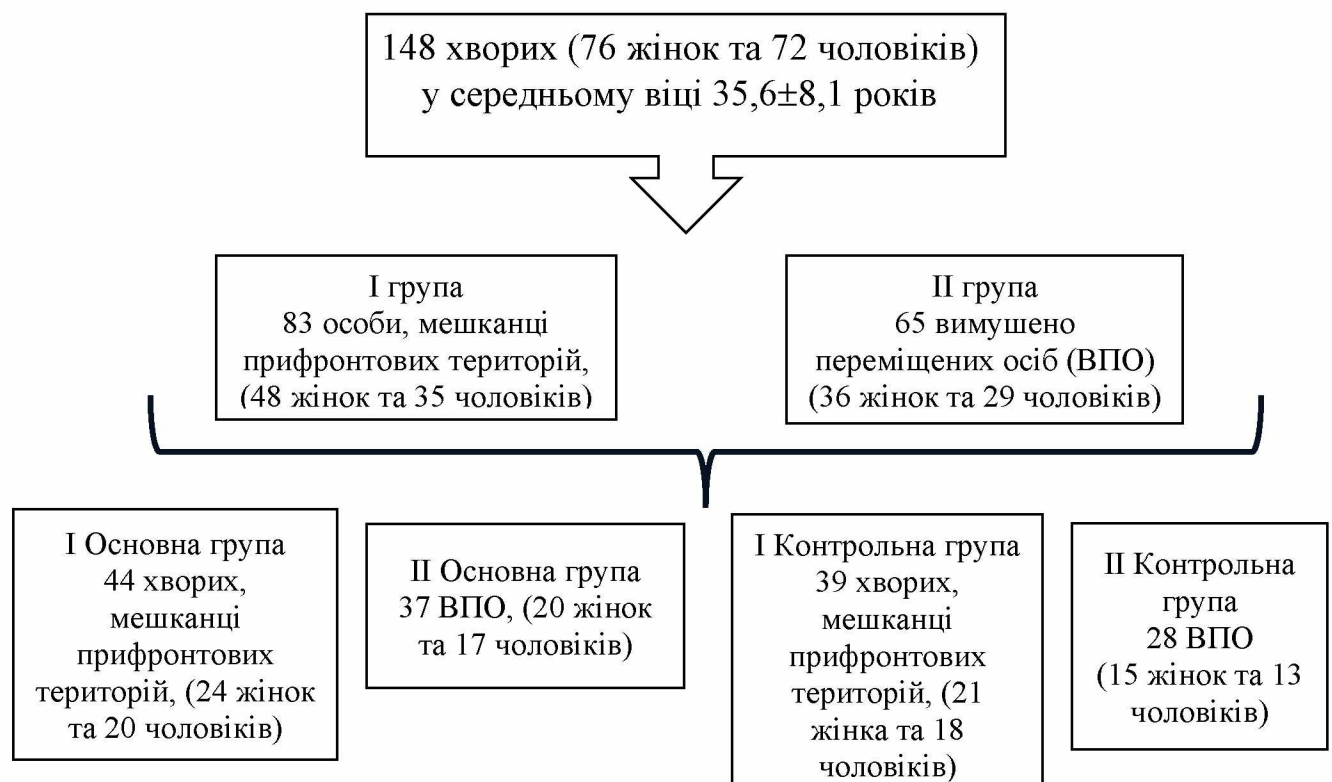 148 хворих (76 жінок та 72 чоловіків)
у середньому віці 35,6±8,1 років
І група
83 особи, мешканці
прифронтових територій,
(48 жінок та 35 чоловіків)
ІІ група
65 вимушено
переміщених осіб (ВПО)
(36 жінок та 29 чоловіків)
І Основна група
44 хворих,
мешканці
прифронтових
територій, (24 жінок
та 20 чоловіків)
ІІ Основна група
37 ВПО, (20 жінок
та 17 чоловіків)
І Контрольна група
39 хворих,
мешканці
прифронтових
територій, (21
жінка та 18
чоловіків)
ІІ Контрольна
група
28 ВПО
(15 жінок та 13
чоловіків)